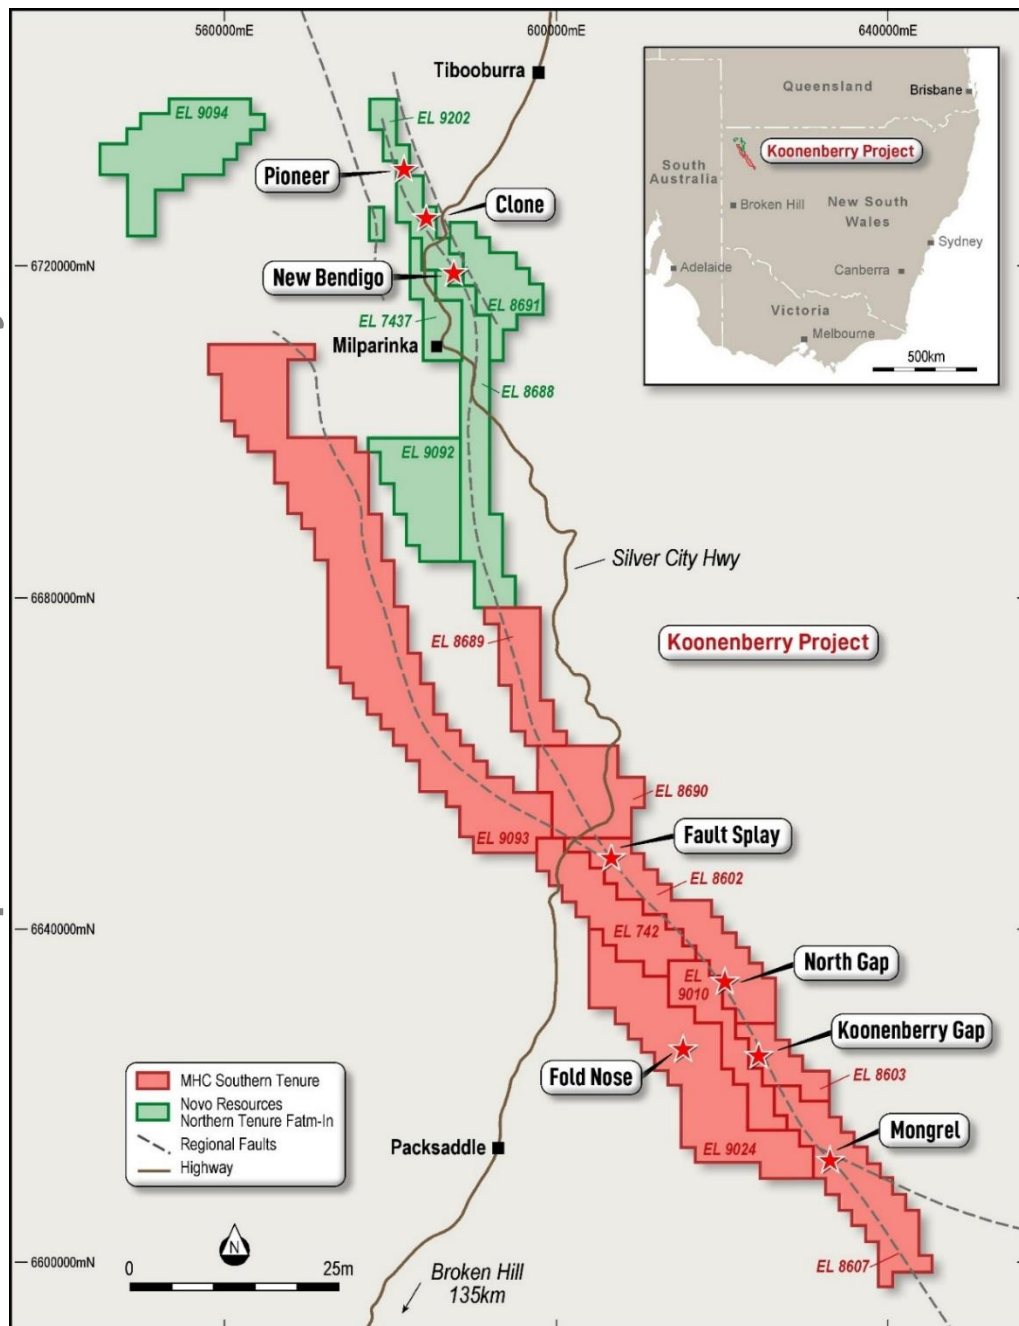 560000mE
600000mE
640000mE
Tibooburra
EL 9094
EL 9202
Pioneer
Clone
6720000mN
New Bendigo
EL 8691
EL 7437
Milparinka
EL 8688
EL 9092
Silver City Hwy
6680000mN
EL 8689
Koonenberry Project
EL 8690
EL 9093
Fault Splay
EL 8602
6640000mN
EL 742
North Gap
EL
9010
Koonenberry Gap
Fold Nose
EL 8603
Packsaddle
EL 9024
Mongrel
6600000mN
EL 8607
Broken Hill
135km
Queensland
Brisbane
Koonenberry Project
South
Australia
Broken Hill
New South
Wales
Sydney
Adelaide
Canberra
Victoria
Melbourne
500km
MHC Southern Tenure
Novo Resources
Northern Tenure Fatm-In
Regional Faults
Highway
N
0
25m